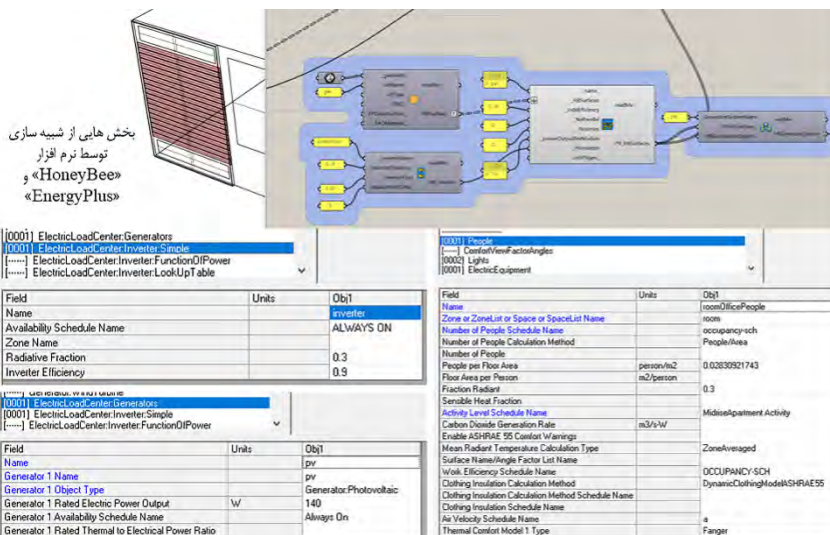 بخش هایی از شبیه سازی
توسط نرم افزار
«HoneyBee» و
«EnergyPlus»
[0001] ElectricLoadCenter:Generators
[0001] ElectricLoadCenter:Inverter:Simple
[------] ElectricLoadCenter:Inverter:FunctionOfPower
[------] ElectricLoadCenter:Inverter:LookUpTable
Field Units Obj1
Name inverter
Availability Schedule Name ALWAYS ON
Zone Name
Radiative Fraction 0.3
Inverter Efficiency 0.9
[0001] ElectricLoadCenter:Generators
[0001] ElectricLoadCenter:Inverter:Simple
[------] ElectricLoadCenter:Inverter:FunctionOfPower
Field Units Obj1
Name pv
Generator 1 Name pv
Generator 1 Object Type Generator:Photovoltaic
Generator 1 Rated Electric Power Output W 140
Generator 1 Availability Schedule Name Always On
Generator 1 Rated Thermal to Electrical Power Ratio
[0001] People
[------] ComfortViewFactorAngles
[0002] Lights
[0001] ElectricEquipment
Field Units Obj1
Name roomOfficePeople
Zone or ZoneList or Space or SpaceList Name room
Number of People Schedule Name occupancy-sch
Number of People Calculation Method People/Area
Number of People
People per Floor Area person/m2 0.02830921743
Floor Area per Person m2/person
Fraction Radiant 0.3
Sensible Heat Fraction
Activity Level Schedule Name MidriseApartment Activity
Carbon Dioxide Generation Rate m3/s-W
Enable ASHRAE 55 Comfort Warnings
Mean Radiant Temperature Calculation Type ZoneAveraged
Surface Name/Angle Factor List Name
Work Efficiency Schedule Name OCCUPANCY-SCH
Clothing Insulation Calculation Method DynamicClothingModelASHRAE55
Clothing Insulation Calculation Method Schedule Name
Clothing Insulation Schedule Name
Air Velocity Schedule Name a
Thermal Comfort Model 1 Type Fanger